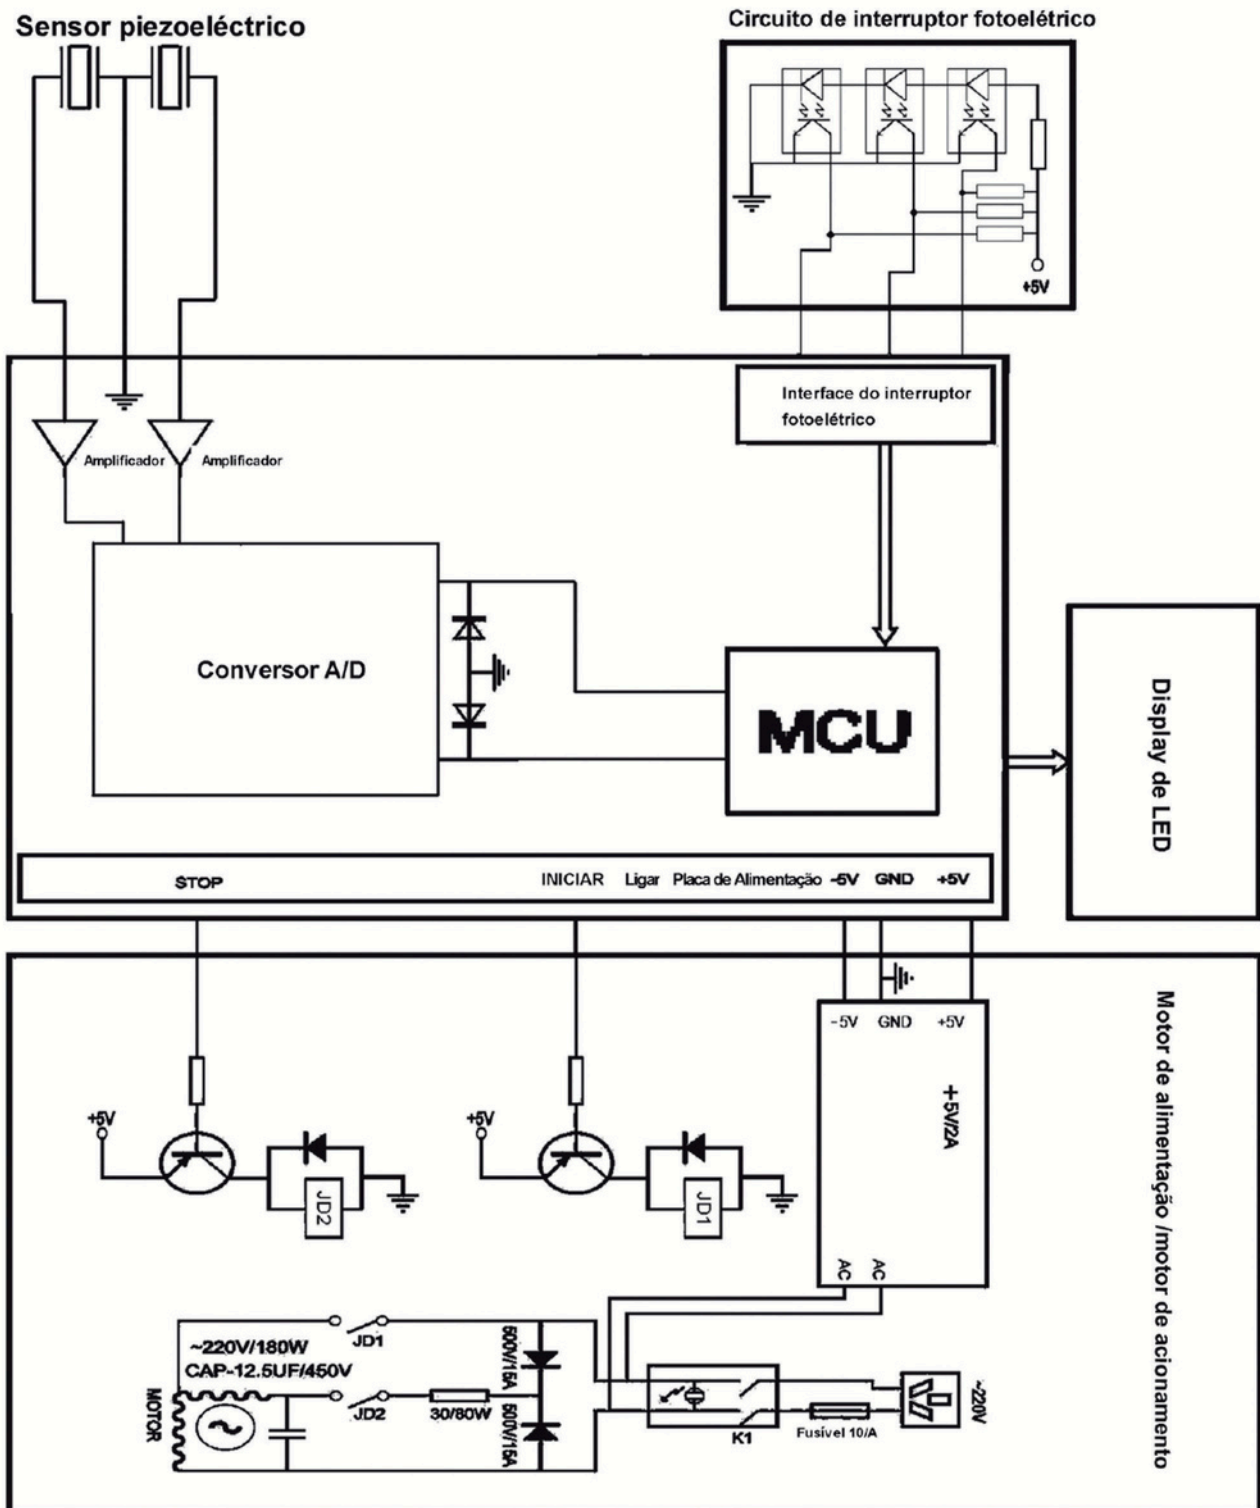 Sensor piezoeléctrico
Circuito de interruptor fotoelétrico
+5V
Interface do interruptor
fotoelétrico
Amplificador
Amplificador
Conversor A/D
MCU
Display de LED
STOP
INICIAR
Ligar
Placa de Alimentação
-5V
GND
+5V
-5V
GND
+5V
+5V/2A
AC
AC
Motor de alimentação /motor de acionamento
+5V
JD2
+5V
JD1
~220V/180W
CAP-12.5UF/450V
MOTOR
JD1
JD2
30/80W
500V/15A
500V/15A
K1
Fusível 10/A
~220V